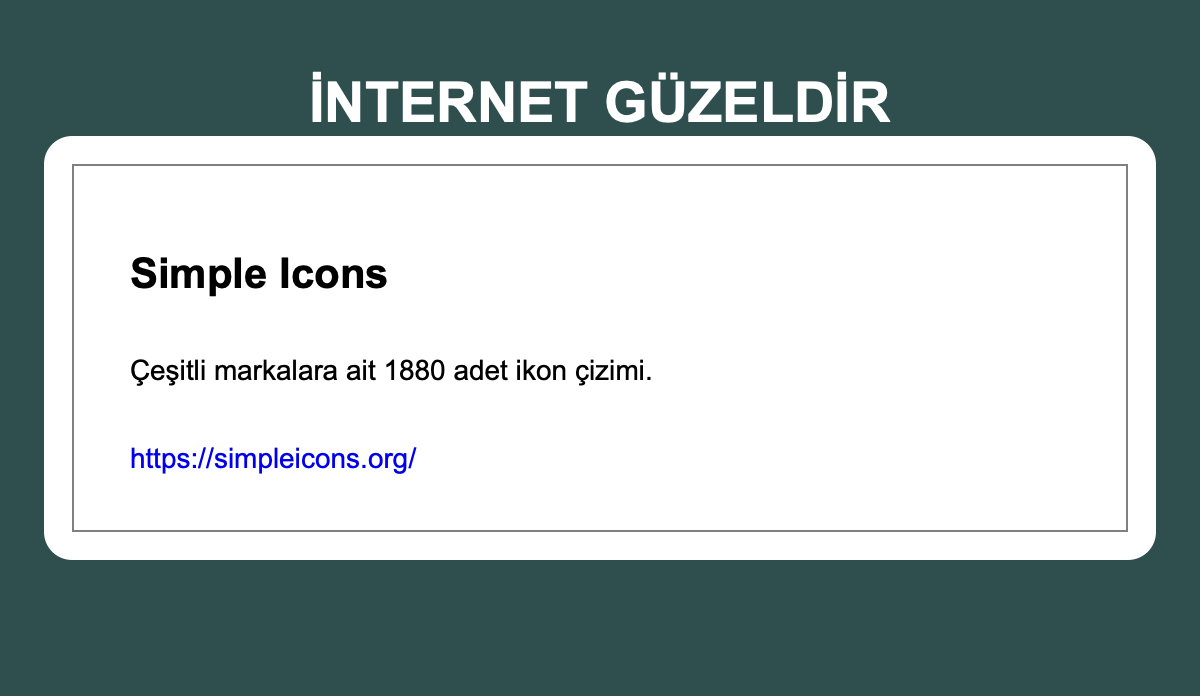 İNTERNET GÜZELDİR
Simple Icons
Çeşitli markalara ait 1880 adet ikon çizimi.
https://simpleicons.org/